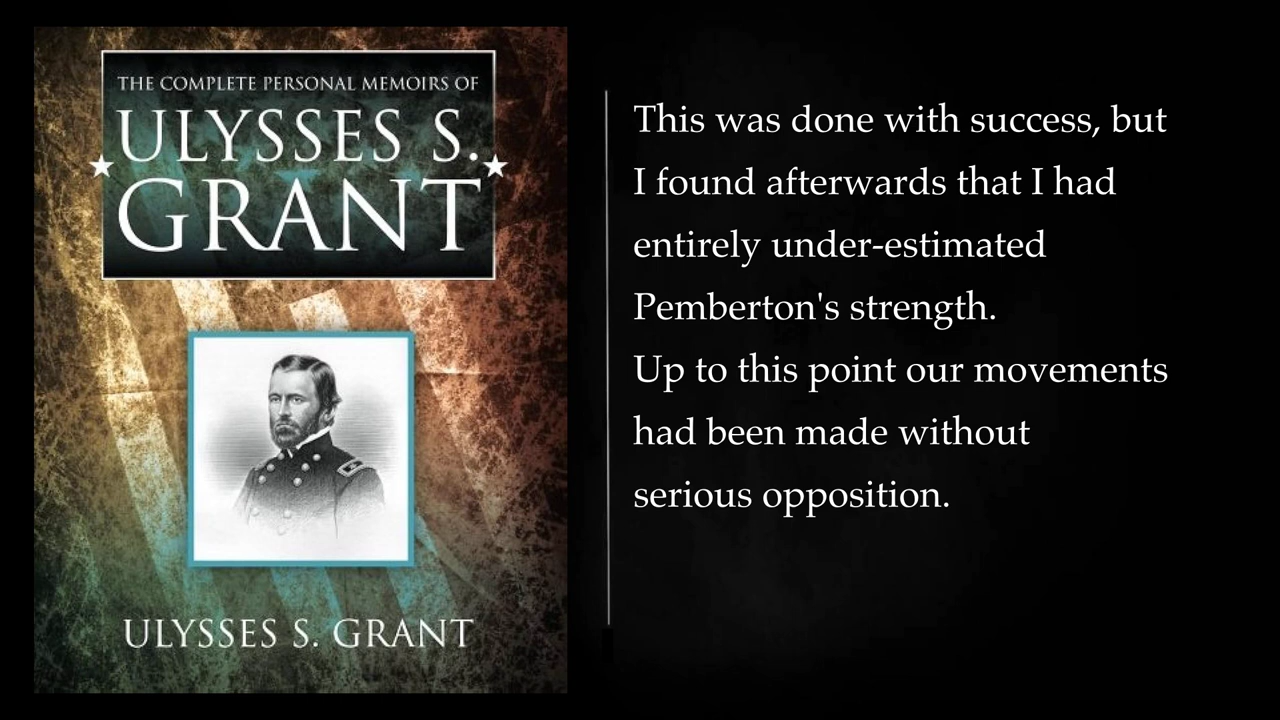 THE COMPLETE PERSONAL MEMOIRS OF
ULYSSES S.
GRANT
ULYSSES S. GRANT
This was done with success, but
I found afterwards that I had
entirely under-estimated
Pemberton's strength.
Up to this point our movements
had been made without
serious opposition.